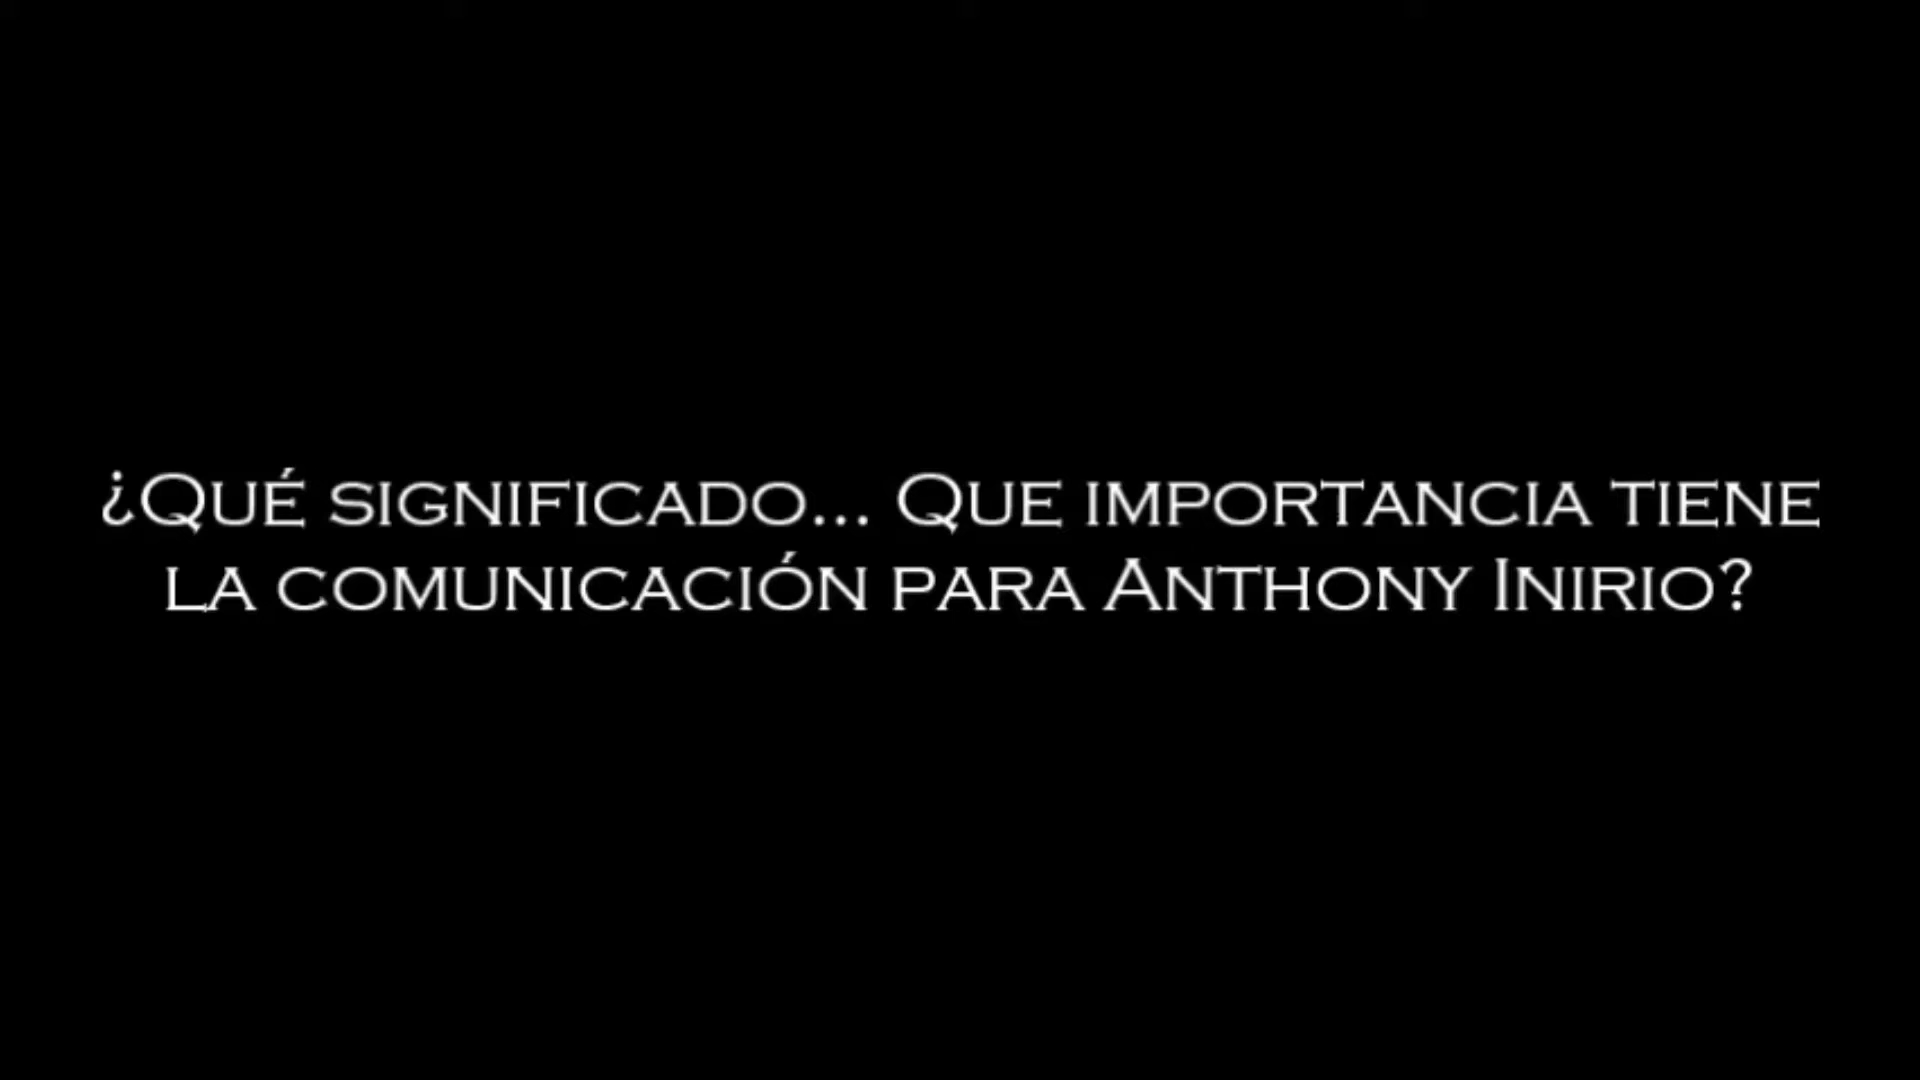 ¿Qué significado... Que importancia tiene
la comunicación para Anthony Inirio?